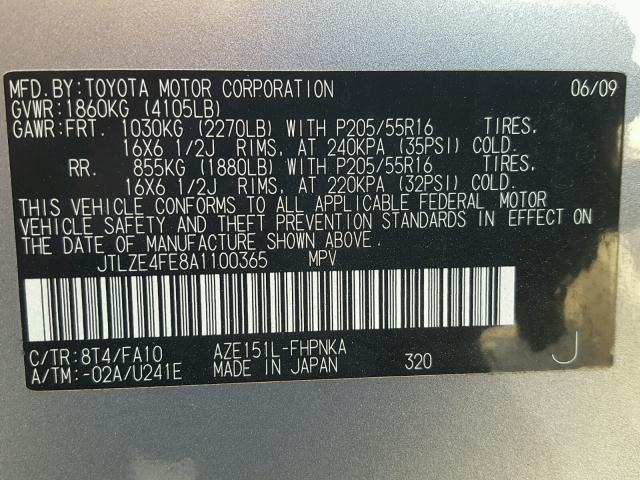 MFD.BY:TOYOTA MOTOR CORPORATION 06/09
GVWR:1860KG (4105LB)
GAWR:FRT. 1030KG (2270LB) WITH P205/55R16 TIRES,
16X6 1/2J RIMS, AT 240KPA (35PSI) COLD.
RR. 855KG (1880LB) WITH P205/55R16 TIRES,
16X6 1/2J RIMS, AT 220KPA (32PSI) COLD.
THIS VEHICLE CONFORMS TO ALL APPLICABLE FEDERAL MOTOR
VEHICLE SAFETY AND THEFT PREVENTION STANDARDS IN EFFECT ON
THE DATE OF MANUFACTURE SHOWN ABOVE.
JTLZE4FE8A1100365 MPV
C/TR:8T4/FA10 AZE151L-FHPNKA
A/TM:-02A/U241E MADE IN JAPAN 320 J